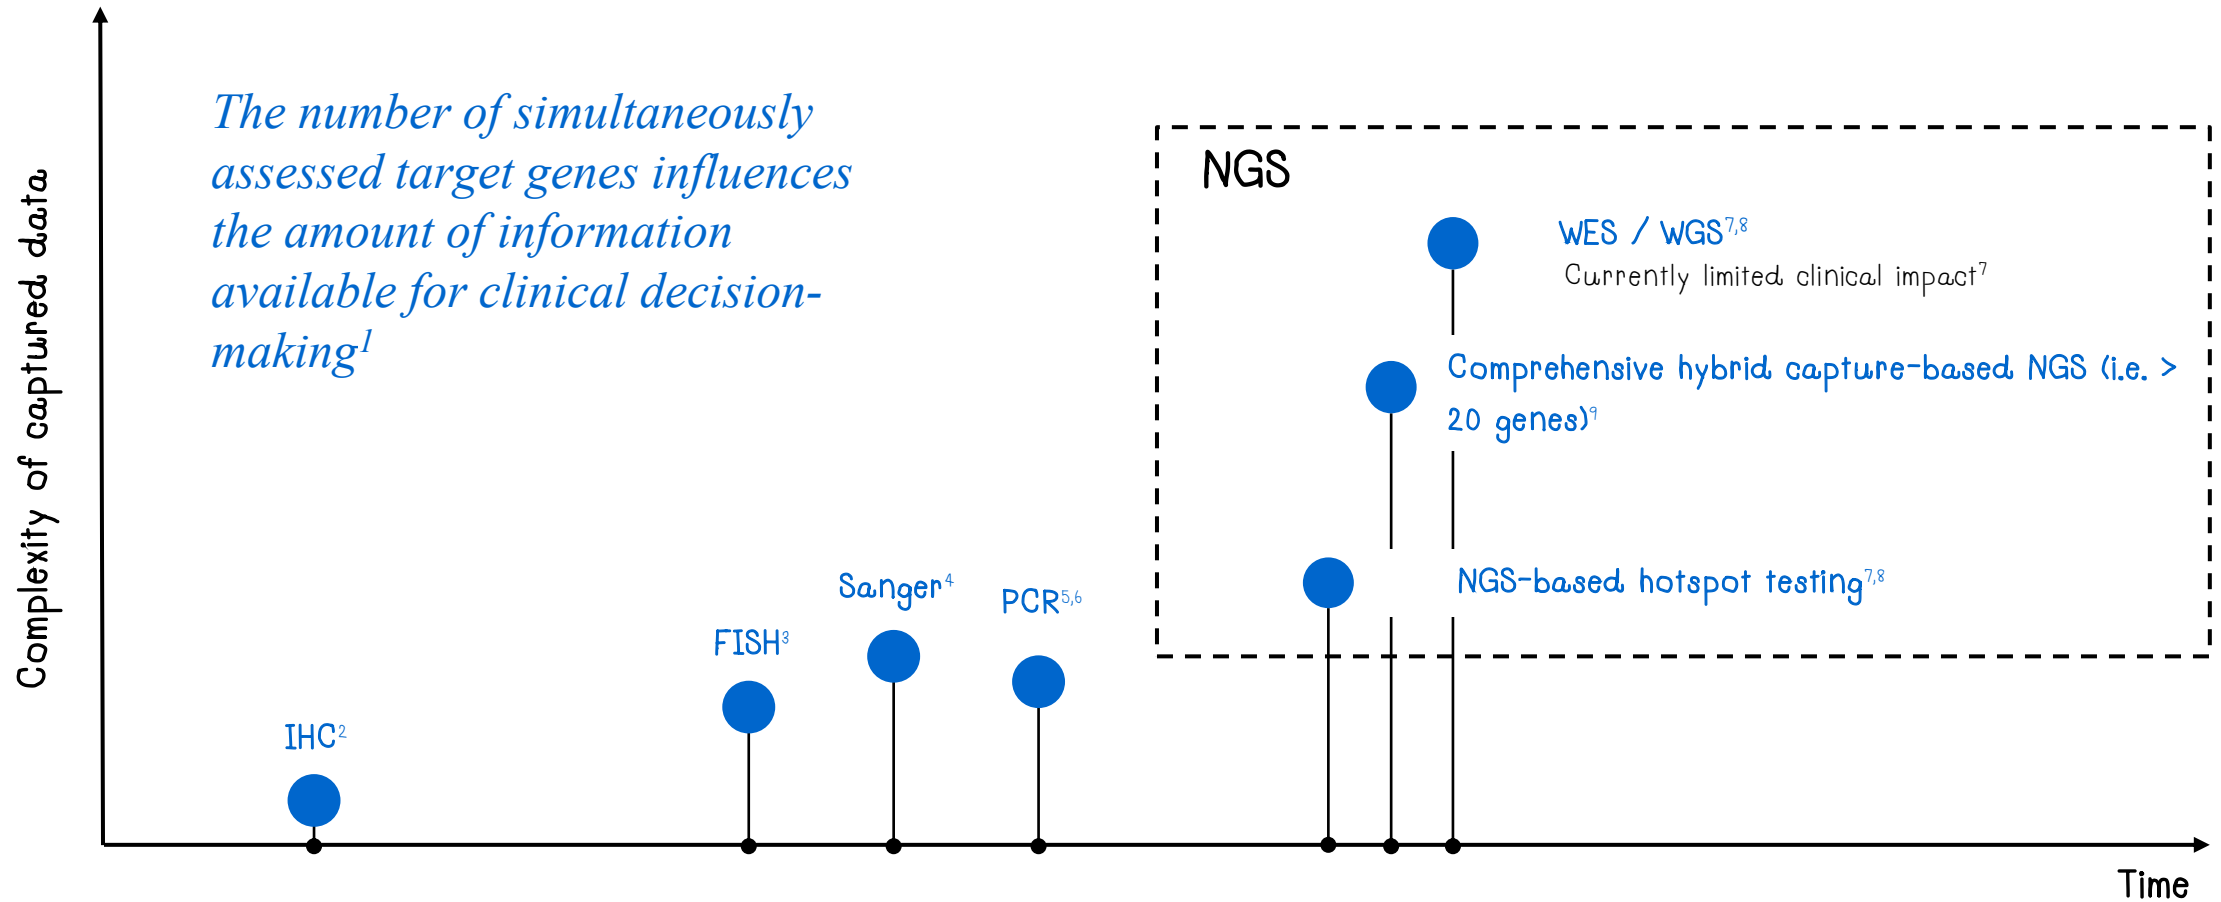 Complexity of captured data
The number of simultaneously
assessed target genes influences
the amount of information
available for clinical decision-
making¹
NGS
WES / WGS⁷,⁸
Currently limited clinical impact⁷
Comprehensive hybrid capture-based NGS (i.e. >
20 genes)⁹
NGS-based hotspot testing⁷,⁸
IHC²
FISH³
Sanger⁴
PCR⁵,⁶
Time